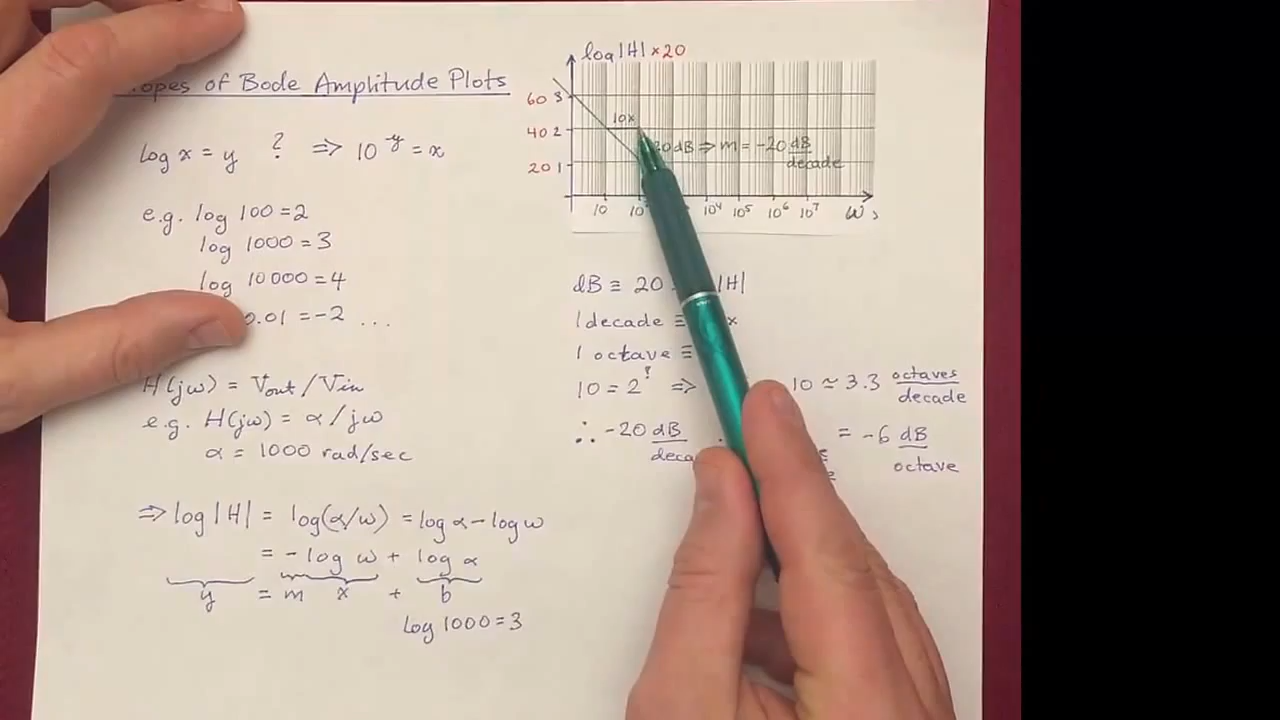 opes of Bode Amplitude Plots
log x = y ? ⇒ 10^y = x
e.g. log 100 = 2
log 1000 = 3
log 10000 = 4
0.01 = -2 ...
H(jω) = Vout/Vin
e.g. H(jω) = α/jω
α = 1000 rad/sec
⇒ log|H| = log(α/ω) = log α - log ω
= - log ω + log α
y = m x + b
log 1000 = 3
log|H| ×20
60 3
10x
40 2
20 dB ⇒ m = -20 dB/decade
20 1
10 10 10^4 10^5 10^6 10^7 ω
dB ≡ 20 |H|
1 decade ≡ x
1 octave ≡
10 = 2^? ⇒ 10 ≃ 3.3 octaves/decade
∴ -20 dB/deca = -6 dB/octave